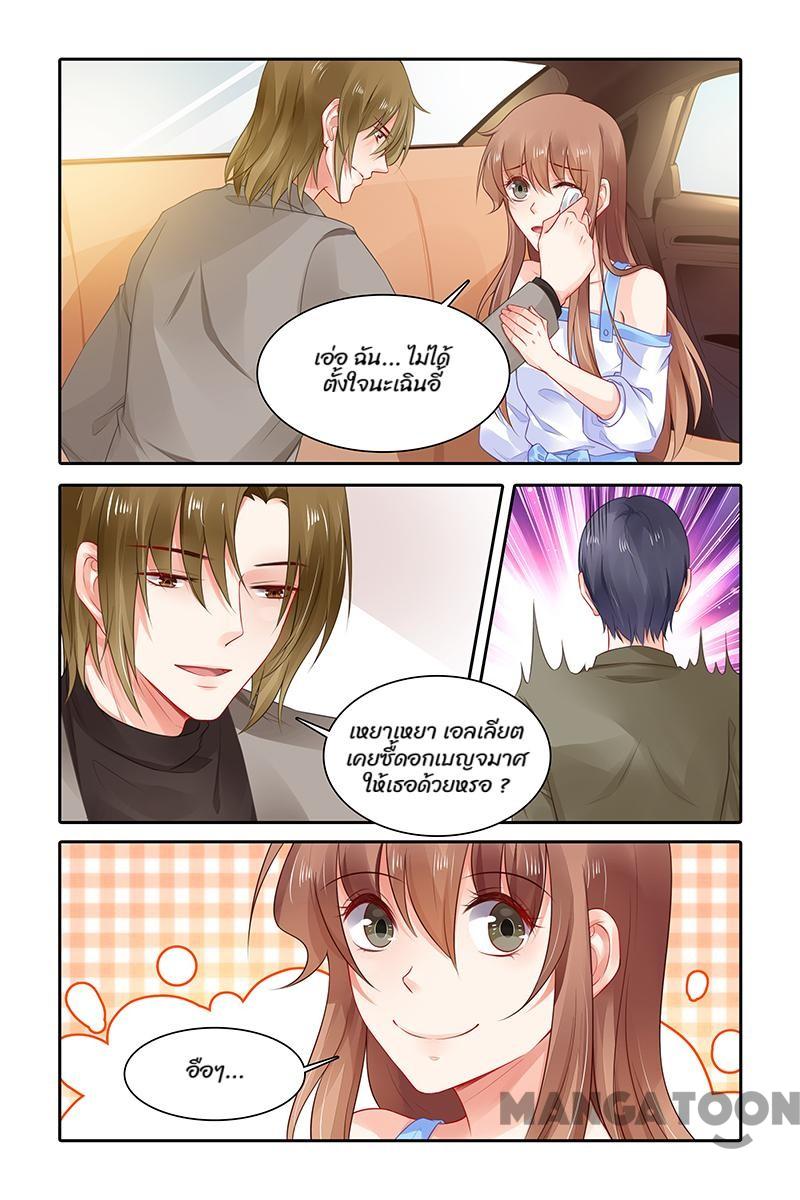 เอ่อ ฉัน... ไม่ได้
ตั้งใจนะเฉินอี้
เหยาเหยา เอลเลียต
เคยซื้ดอกเบญจมาศ
ให้เธอด้วยหรอ ?
อือๆ...
MANGATOON